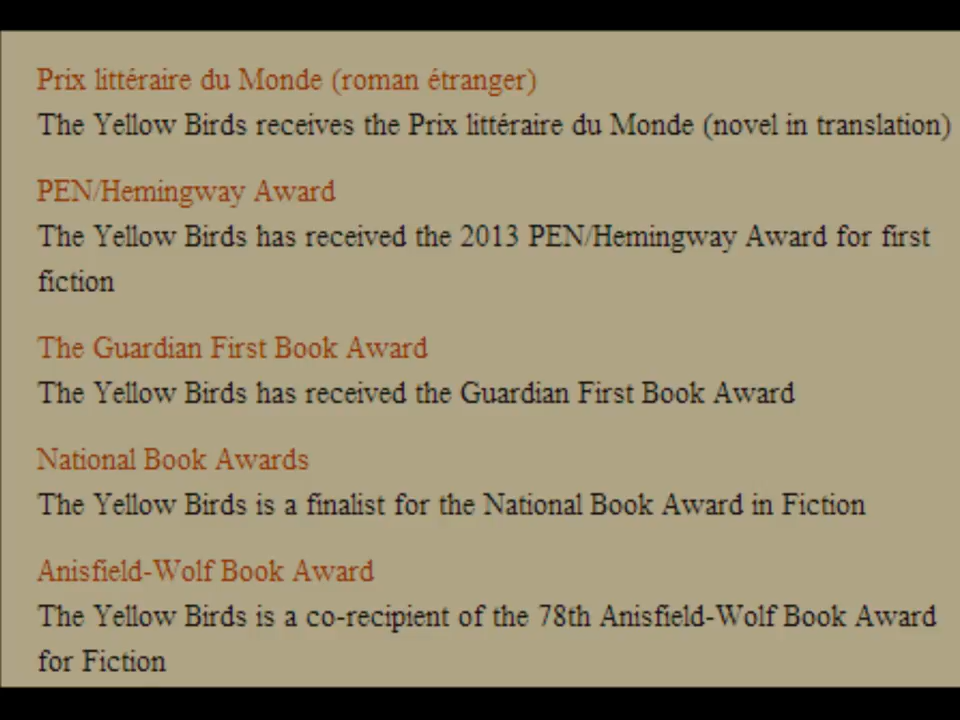 Prix littéraire du Monde (roman étranger)
The Yellow Birds receives the Prix littéraire du Monde (novel in translation)
PEN/Hemingway Award
The Yellow Birds has received the 2013 PEN/Hemingway Award for first
fiction
The Guardian First Book Award
The Yellow Birds has received the Guardian First Book Award
National Book Awards
The Yellow Birds is a finalist for the National Book Award in Fiction
Anisfield-Wolf Book Award
The Yellow Birds is a co-recipient of the 78th Anisfield-Wolf Book Award
for Fiction